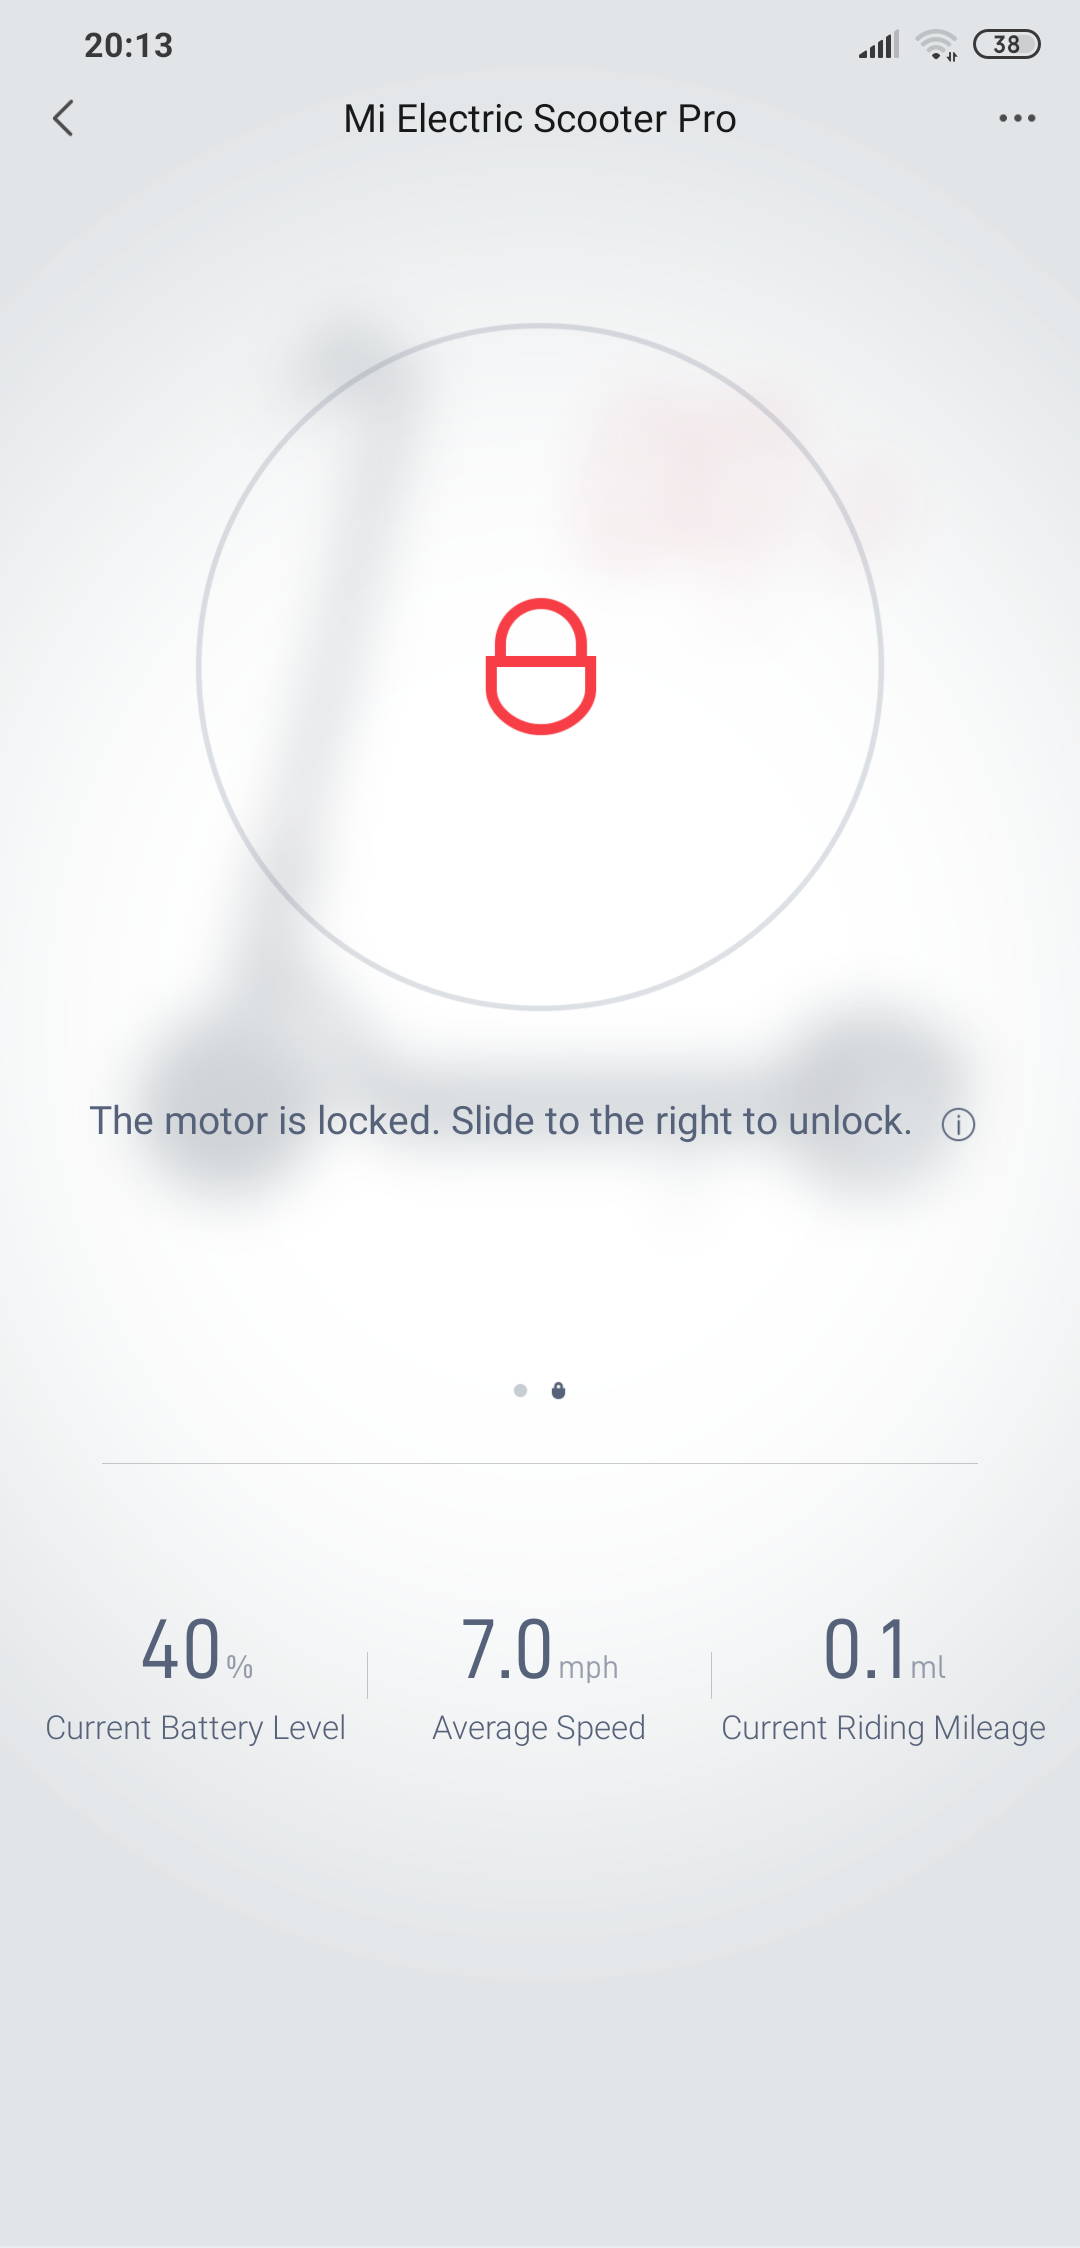 20:13
38
Mi Electric Scooter Pro
The motor is locked. Slide to the right to unlock.
40% 7.0mph 0.1ml
Current Battery Level Average Speed Current Riding Mileage